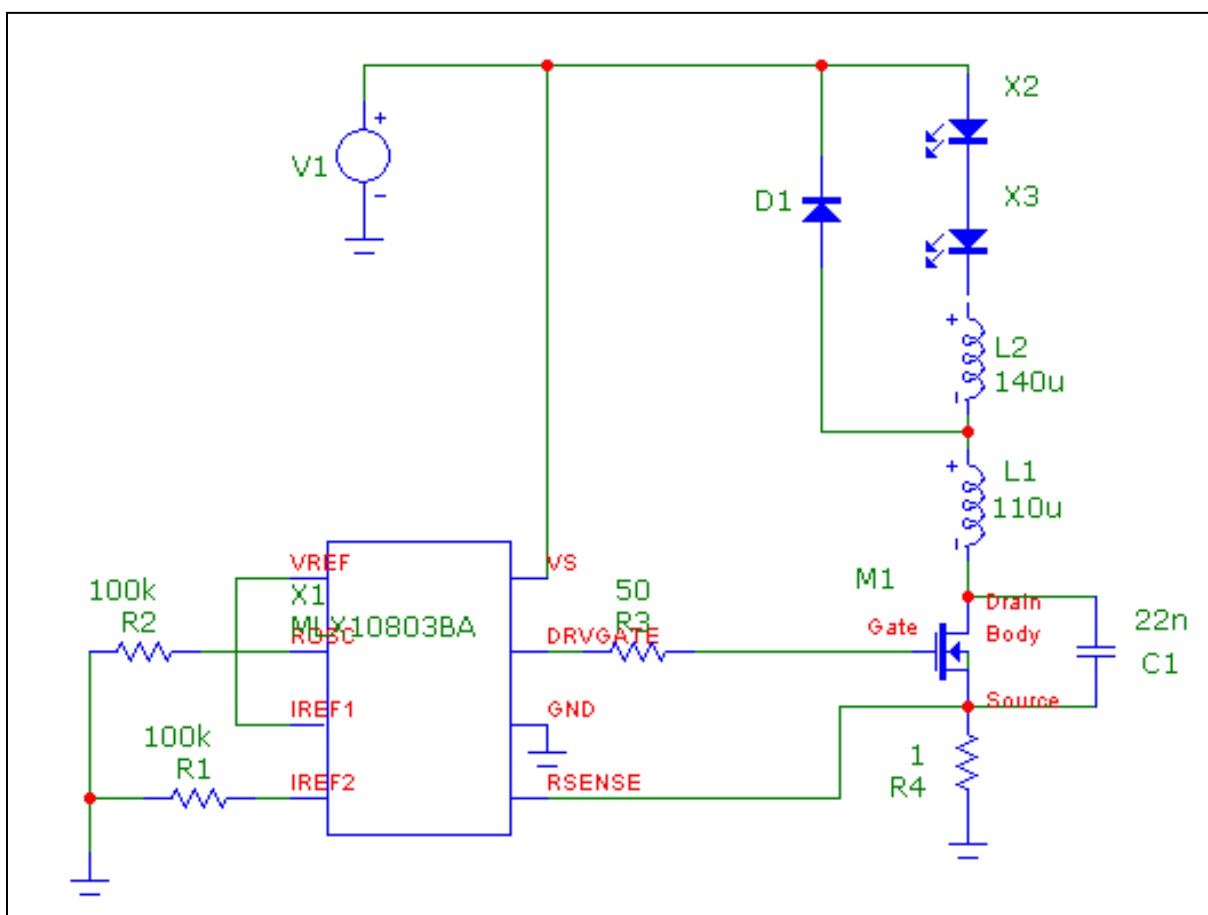 X2
+
V1
-
D1
X3
+
L2
140u
-
+
L1
110u
-
VREF
VS
100k
R2
X1
MLX10803BA
50
R3
M1
Drain
Gate
Body
22n
C1
ROSC
DRVGATE
IREF1
GND
Source
100k
R1
IREF2
RSENSE
1
R4